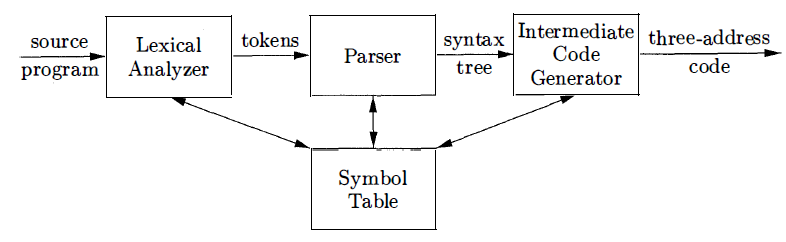 source
program
Lexical
Analyzer
tokens
Parser
syntax
tree
Intermediate
Code
Generator
three-address
code
Symbol
Table